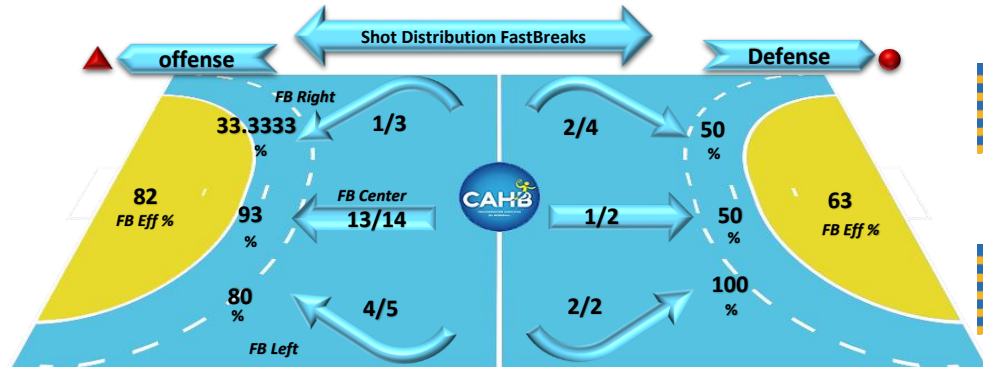 Shot Distribution FastBreaks
offense
Defense
FB Right
33.3333
%
1/3
2/4
50
%
82
FB Eff %
93
%
FB Center
13/14
CAHB
1/2
50
%
63
FB Eff %
80
%
4/5
2/2
100
%
FB Left